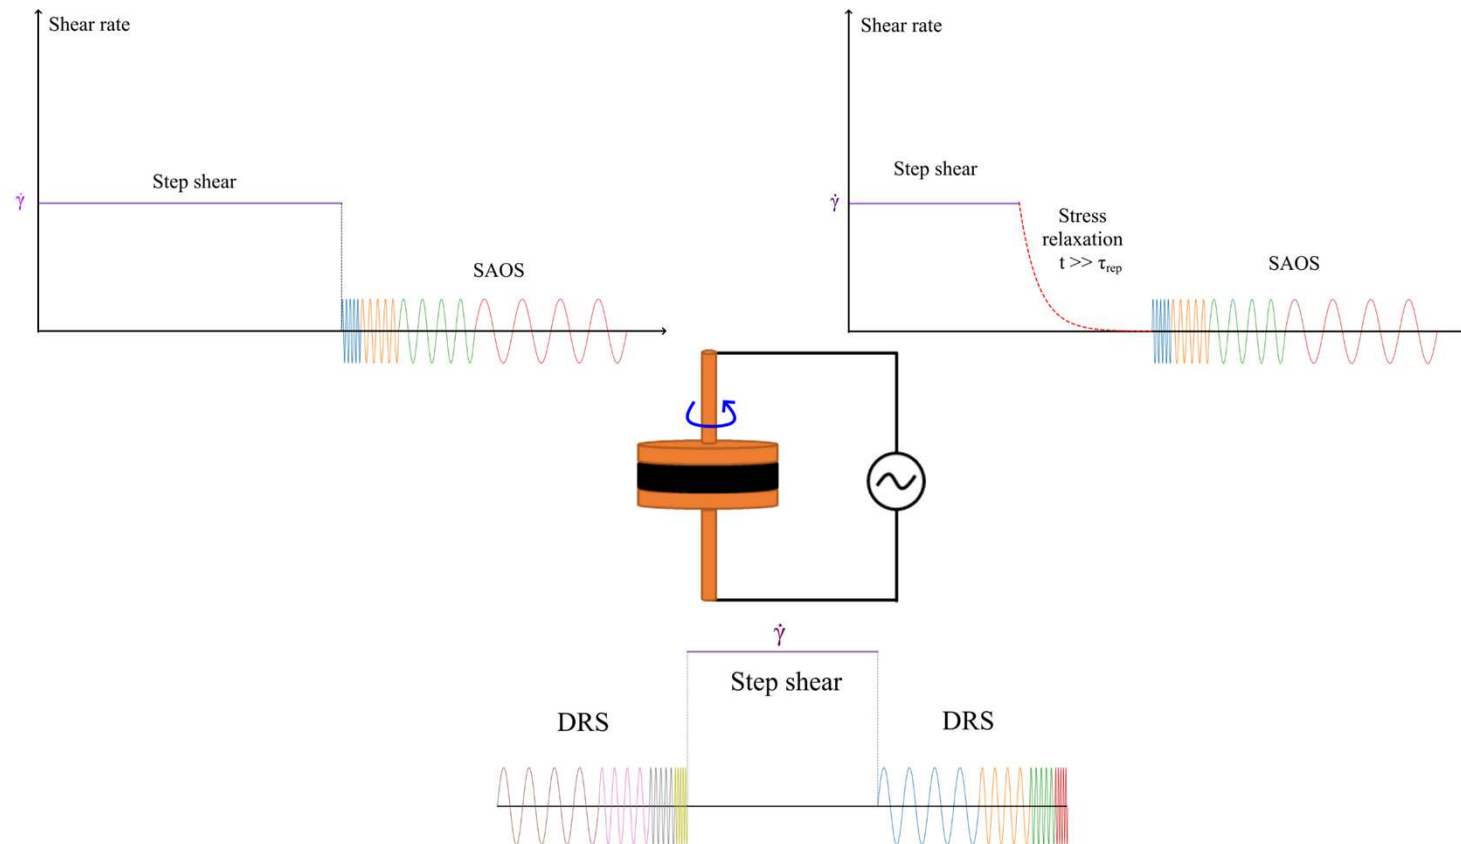 Shear rate
Step shear
γ̇
SAOS
Shear rate
Step shear
γ̇
Stress
relaxation
t >> τrep
SAOS
γ̇
Step shear
DRS
DRS